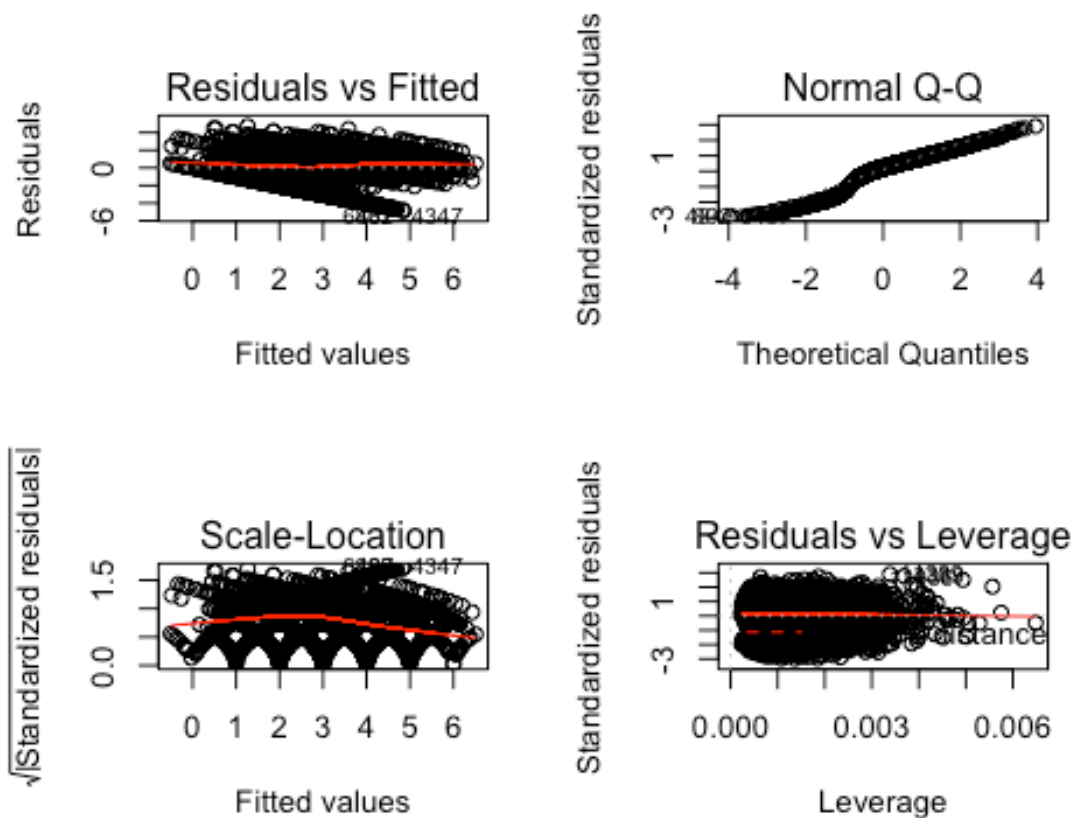 Residuals vs Fitted
Residuals
0
-6
4347
0 1 2 3 4 5 6
Fitted values
Normal Q-Q
Standardized residuals
1
-3
-4 -2 0 2 4
Theoretical Quantiles
Scale-Location
√|Standardized residuals|
1.5
0.0
4347
0 1 2 3 4 5 6
Fitted values
Residuals vs Leverage
Standardized residuals
1
-3
distance
0.000 0.003 0.006
Leverage